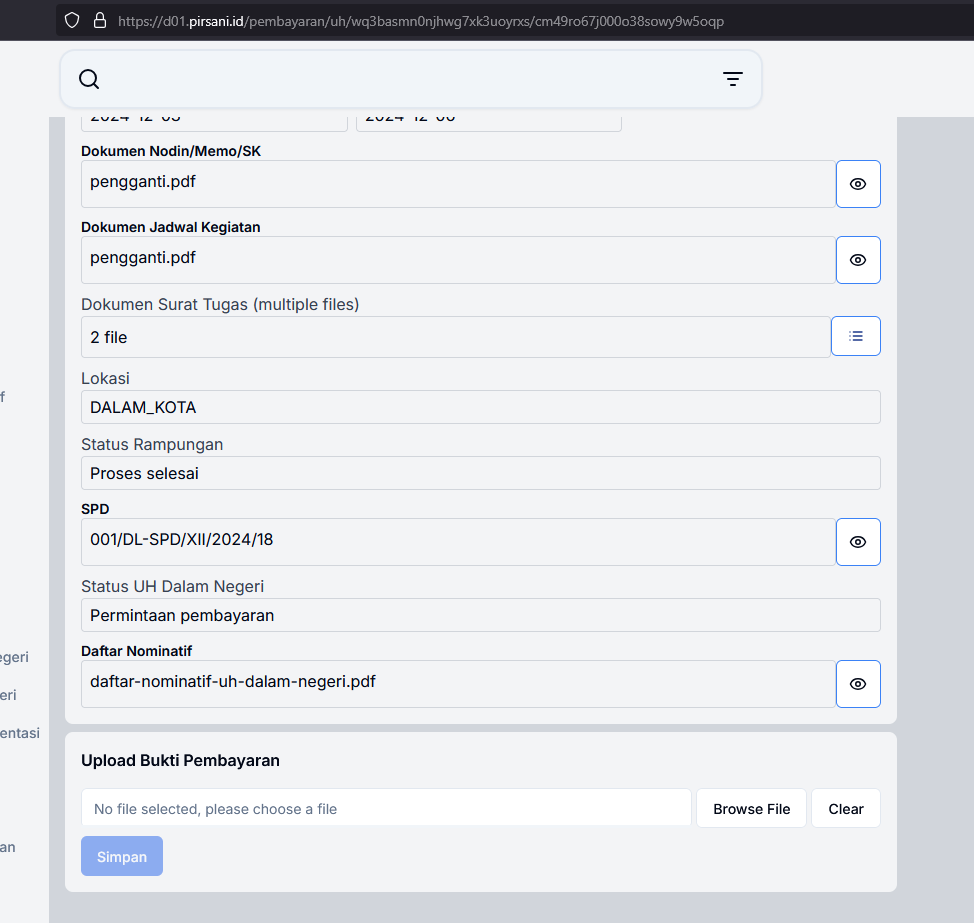 https://d01.pirsani.id/pembayaran/uh/wq3basmn0njhwg7xk3uoyrxs/cm49ro67j000o38sowy9w5oqp
Dokumen Nodin/Memo/SK
pengganti.pdf
Dokumen Jadwal Kegiatan
pengganti.pdf
Dokumen Surat Tugas (multiple files)
2 file
f
Lokasi
DALAM_KOTA
Status Rampungan
Proses selesai
SPD
001/DL-SPD/XII/2024/18
Status UH Dalam Negeri
Permintaan pembayaran
Daftar Nominatif
egeri
daftar-nominatif-uh-dalam-negeri.pdf
eri
entasi
Upload Bukti Pembayaran
No file selected, please choose a file
Browse File
Clear
an
Simpan